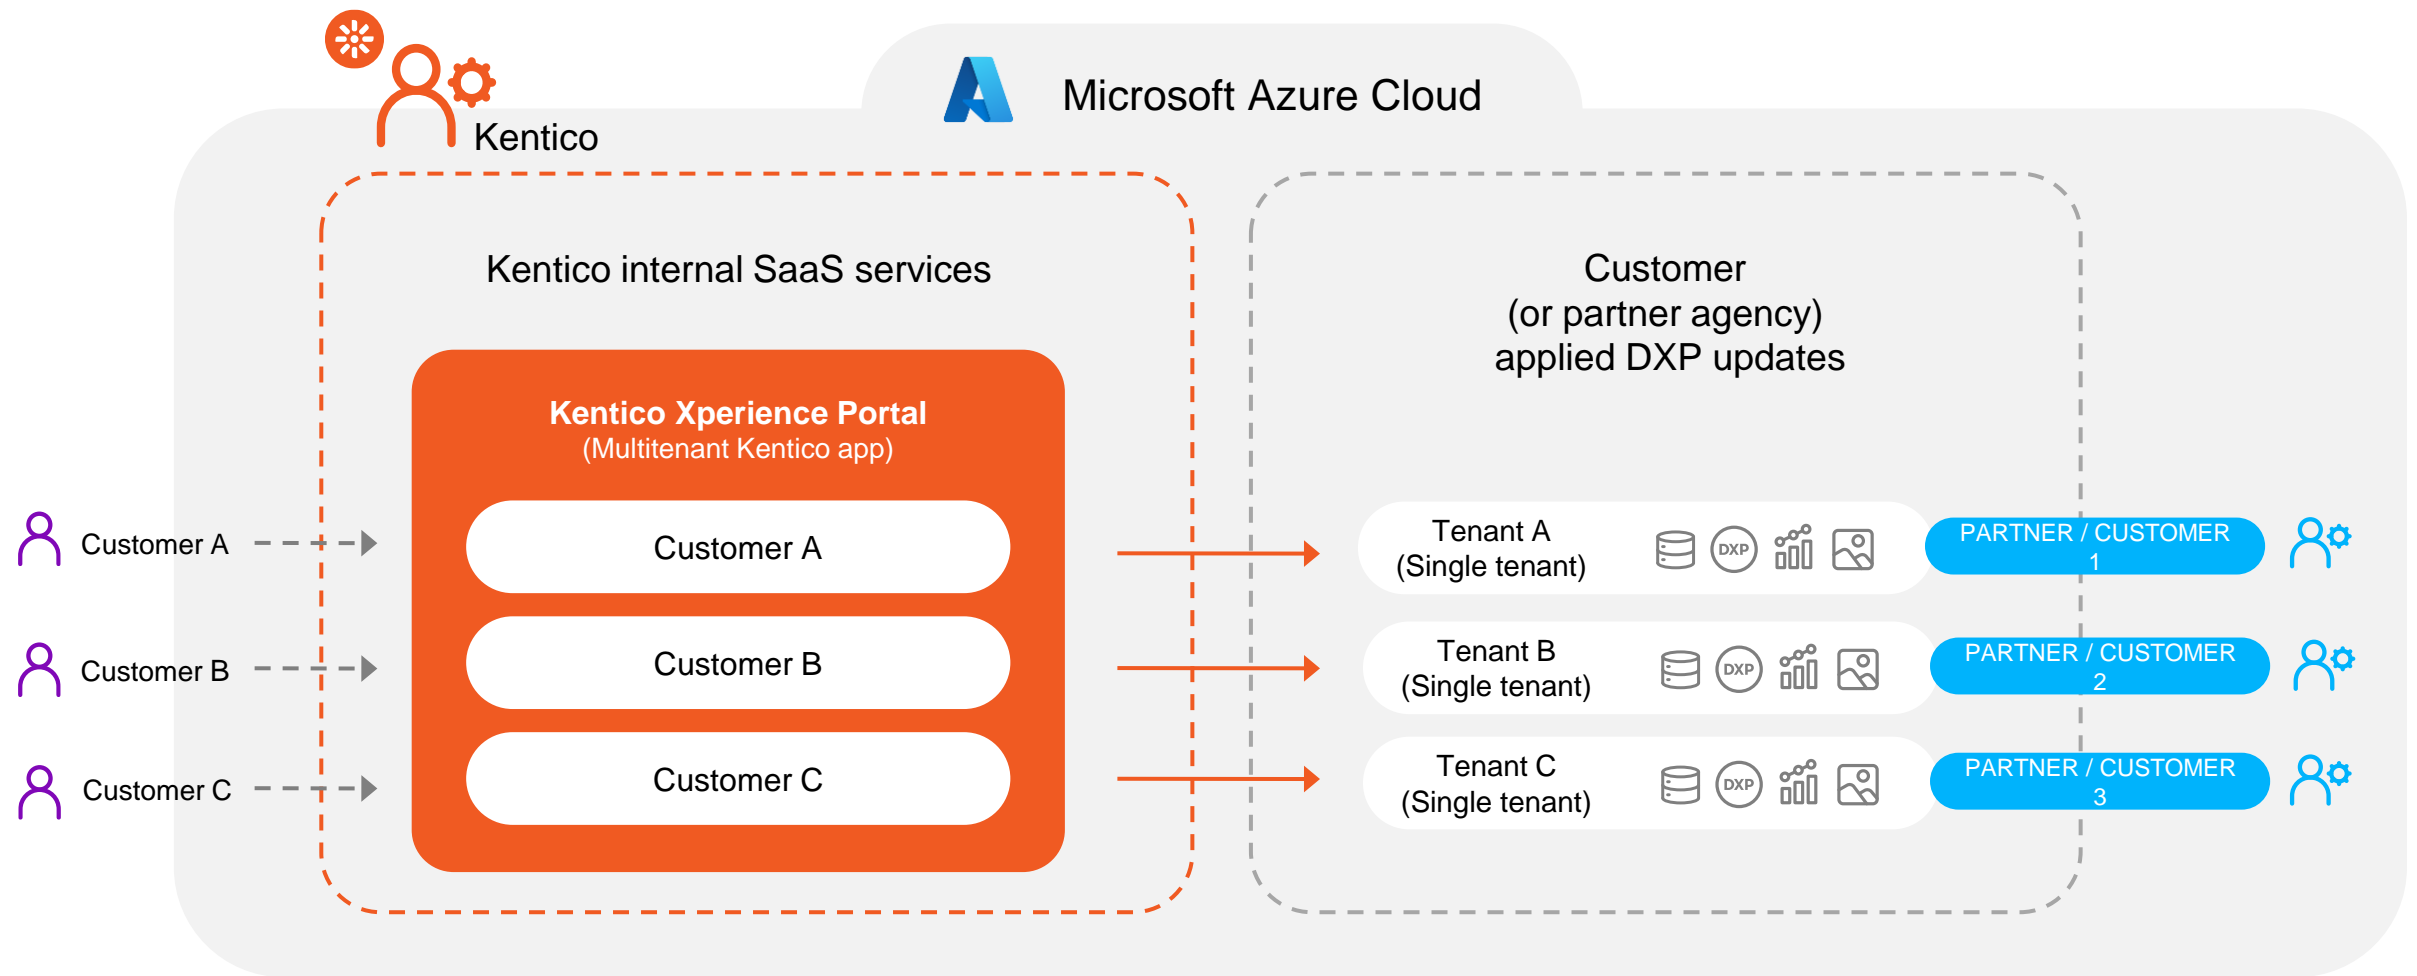 Microsoft Azure Cloud
Kentico
Kentico internal SaaS services
Kentico Xperience Portal
(Multitenant Kentico app)
Customer A
Customer B
Customer C
Customer A
Customer B
Customer C
Customer
(or partner agency)
applied DXP updates
Tenant A
(Single tenant)
DXP
PARTNER / CUSTOMER
1
Tenant B
(Single tenant)
DXP
PARTNER / CUSTOMER
2
Tenant C
(Single tenant)
DXP
PARTNER / CUSTOMER
3